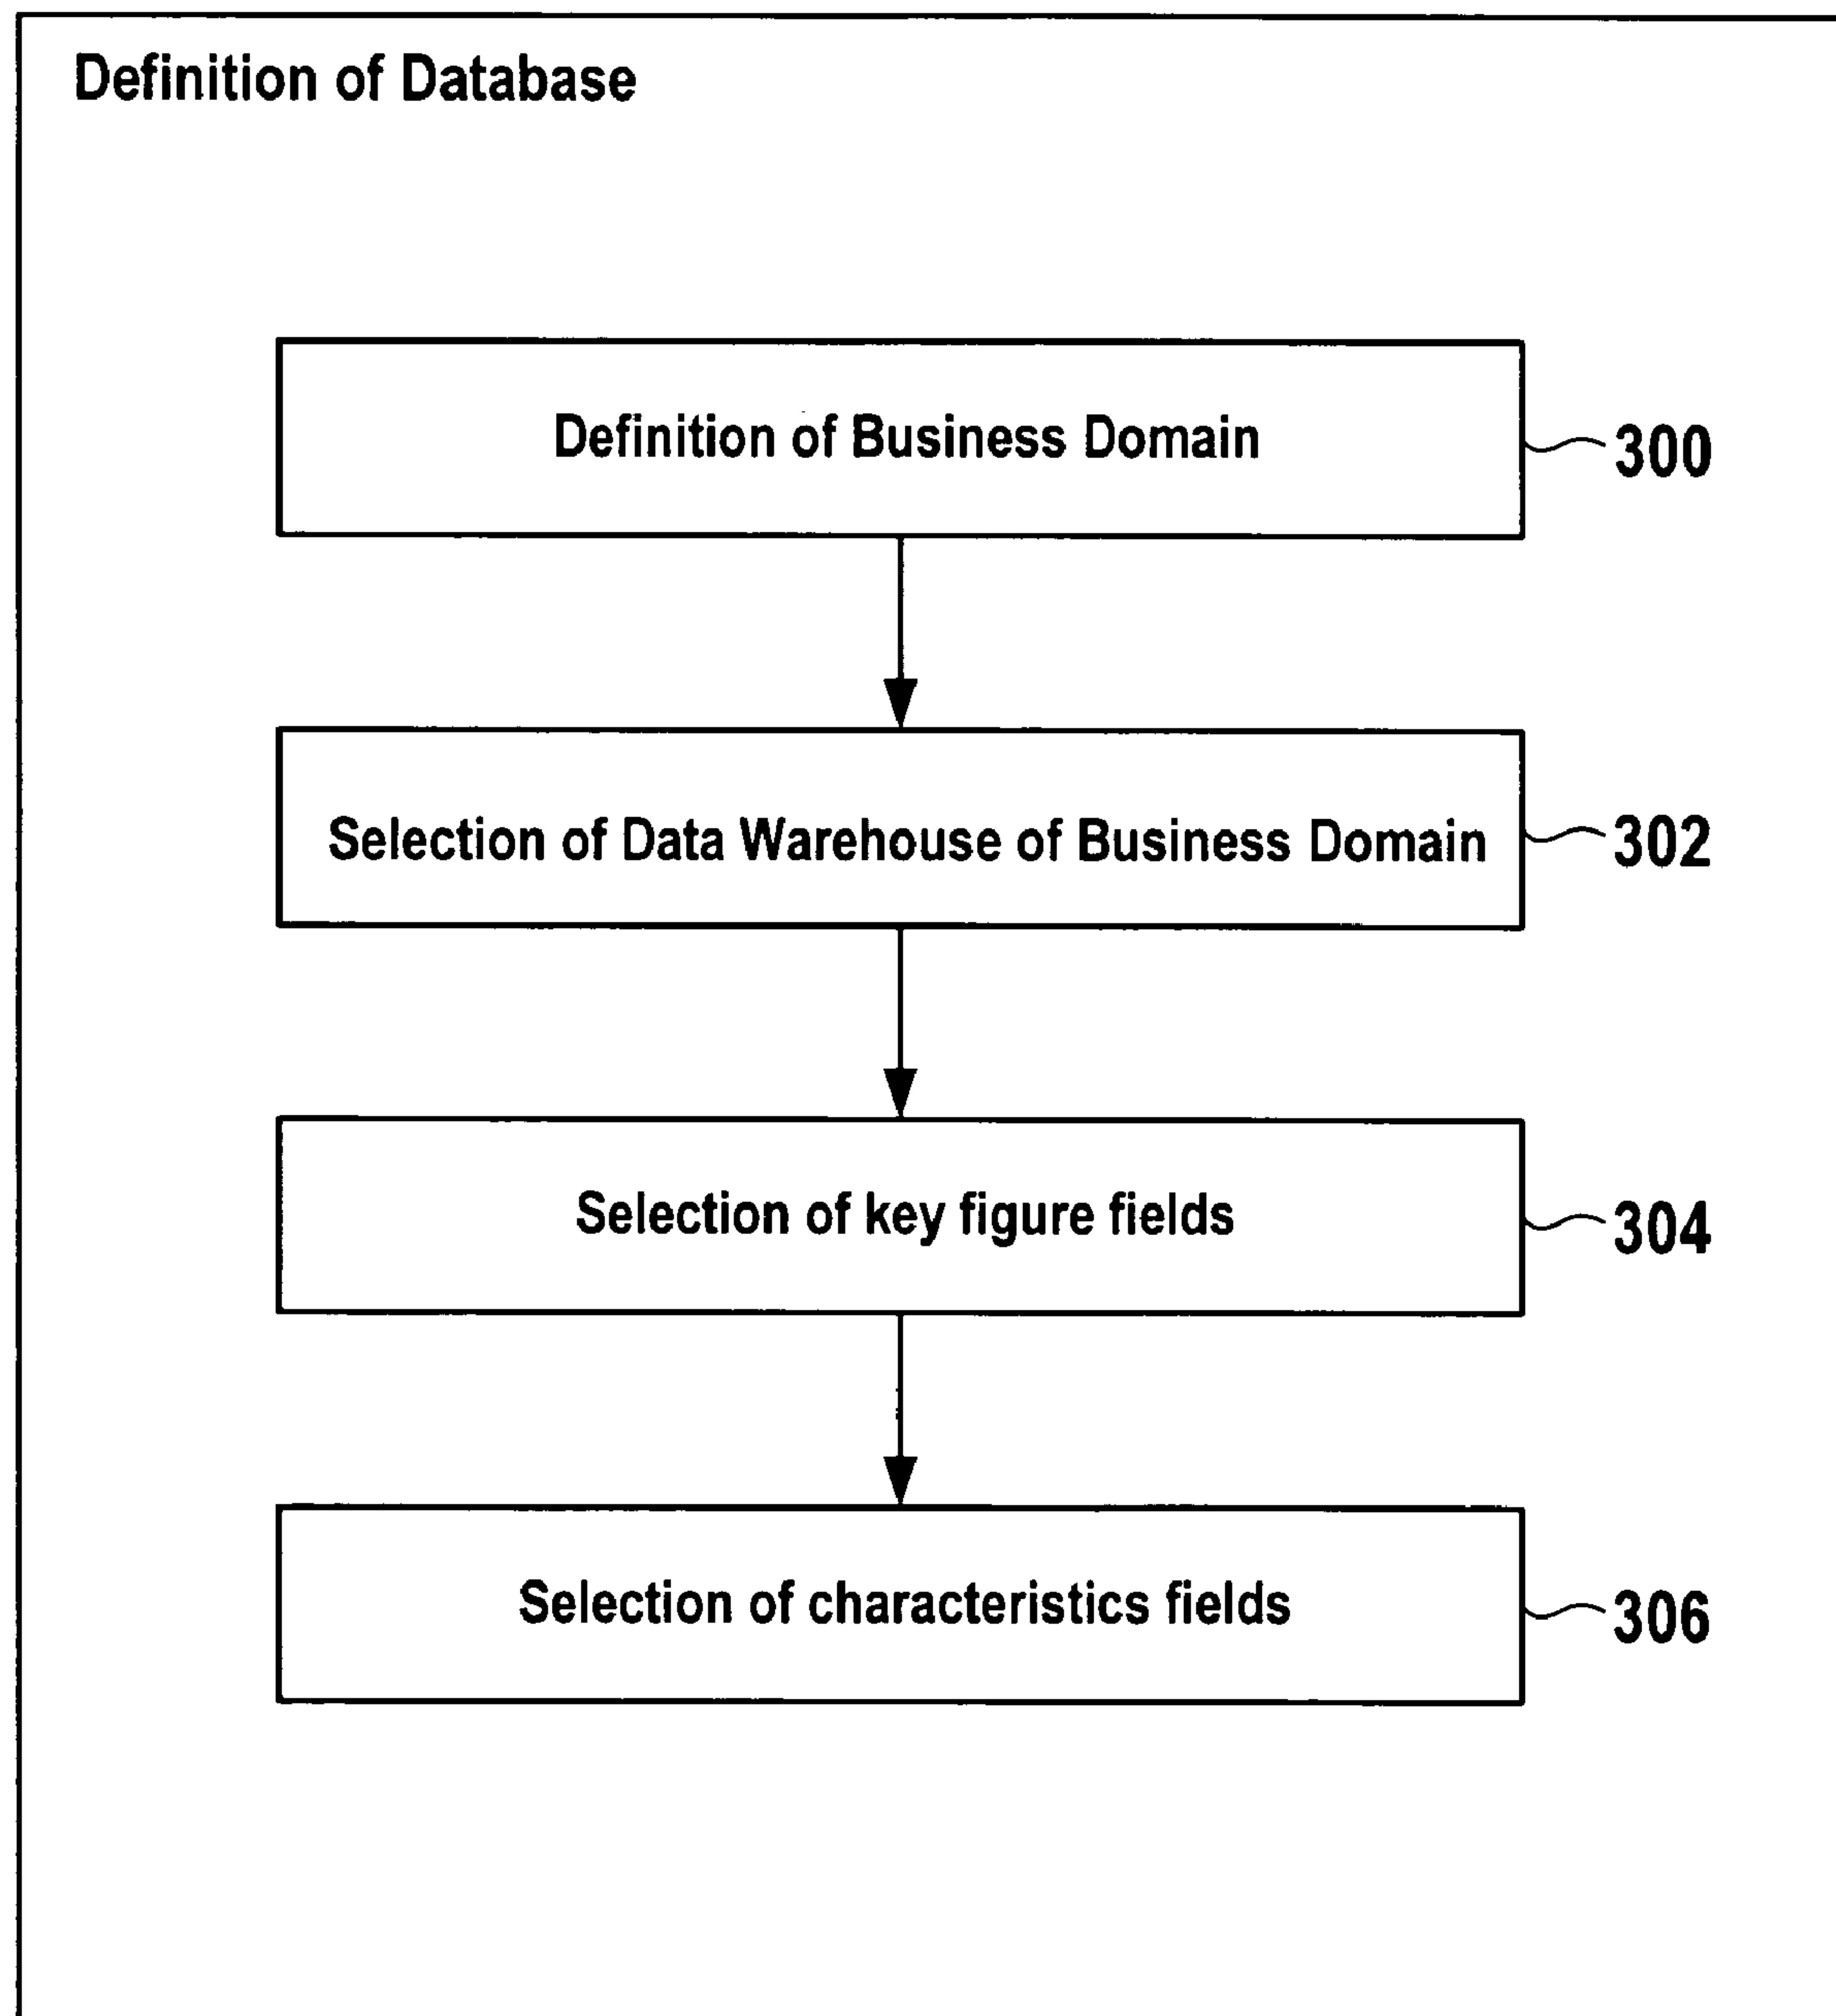 Definition of Database
Definition of Business Domain
300
Selection of Data Warehouse of Business Domain
302
Selection of key figure fields
304
Selection of characteristics fields
306